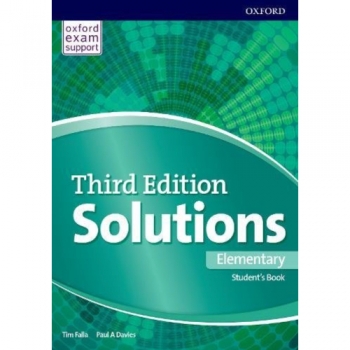 OXFORD
oxford
exam
support
Third Edition
Solutions
Elementary
Student's Book
Tim Falla Paul A Davies